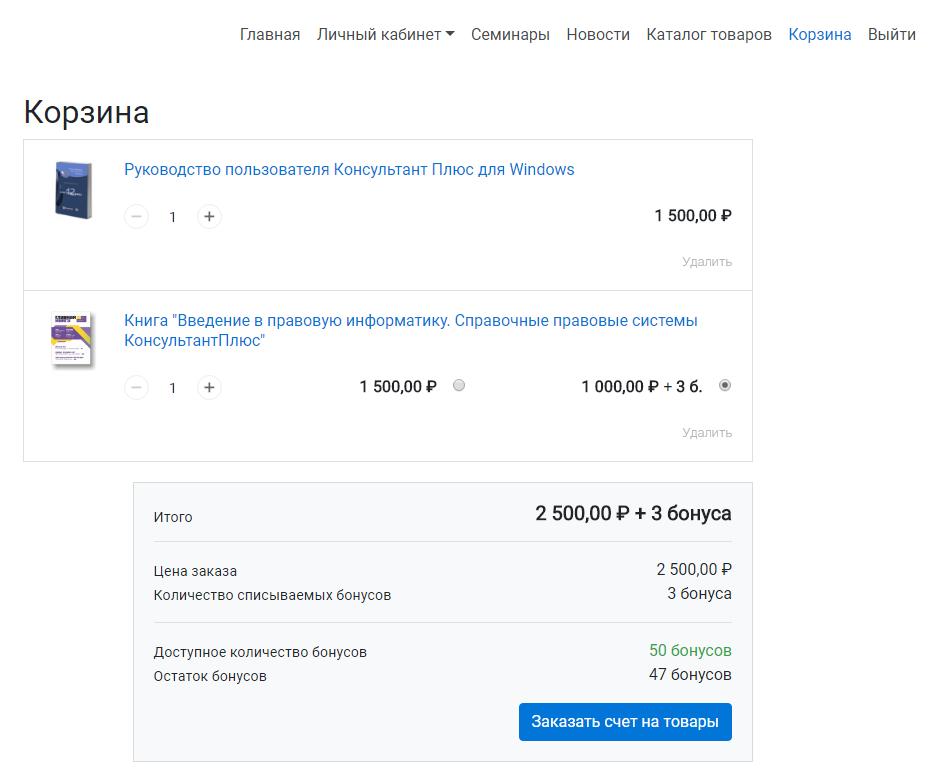 Главная Личный кабинет Семинары Новости Каталог товаров Корзина Выйти
Корзина
Руководство пользователя Консультант Плюс для Windows
− 1 + 1 500,00 ₽
Удалить
Книга "Введение в правовую информатику. Справочные правовые системы
КонсультантПлюс"
− 1 + 1 500,00 ₽ 1 000,00 ₽ + 3 б.
Удалить
Итого 2 500,00 ₽ + 3 бонуса
Цена заказа 2 500,00 ₽
Количество списываемых бонусов 3 бонуса
Доступное количество бонусов 50 бонусов
Остаток бонусов 47 бонусов
Заказать счет на товары